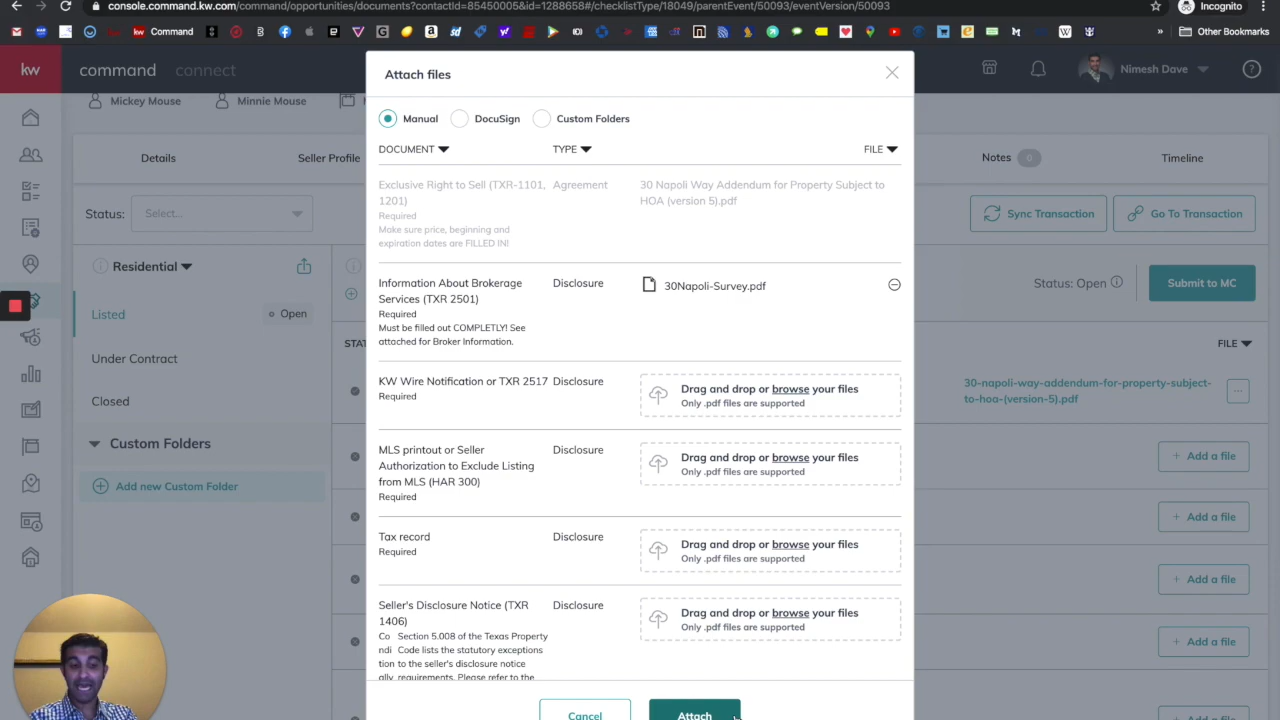 console.command.kw.com/command/opportunities/documents?contactId=85450005&id=1288658#/checklistType/18049/parentEvent/50093/eventVersion/50093
Incognito
kw Command
Other Bookmarks
kw
command
connect
Nimesh Dave
Mickey Mouse
Minnie Mouse
Details
Seller Profile
Notes
0
Timeline
Status:
Select...
Sync Transaction
Go To Transaction
Residential
Listed
Open
Under Contract
Closed
Custom Folders
Add new Custom Folder
Status: Open
Submit to MC
STAT
FILE
30-napoli-way-addendum-for-property-subject-
to-hoa-(version-5).pdf
+ Add a file
+ Add a file
+ Add a file
+ Add a file
Attach files
Manual
DocuSign
Custom Folders
DOCUMENT
TYPE
FILE
Exclusive Right to Sell (TXR-1101,
1201)
Required
Make sure price, beginning and
expiration dates are FILLED IN!
Agreement
30 Napoli Way Addendum for Property Subject to
HOA (version 5).pdf
Information About Brokerage
Services (TXR 2501)
Required
Must be filled out COMPLETLY! See
attached for Broker Information.
Disclosure
30Napoli-Survey.pdf
KW Wire Notification or TXR 2517
Required
Disclosure
Drag and drop or browse your files
Only .pdf files are supported
MLS printout or Seller
Authorization to Exclude Listing
from MLS (HAR 300)
Required
Disclosure
Drag and drop or browse your files
Only .pdf files are supported
Tax record
Required
Disclosure
Drag and drop or browse your files
Only .pdf files are supported
Seller's Disclosure Notice (TXR
1406)
Co Section 5.008 of the Texas Property
ndi Code lists the statutory exceptions
tion to the seller's disclosure notice
ally requirements. Please refer to the
Disclosure
Drag and drop or browse your files
Only .pdf files are supported
Cancel
Attach